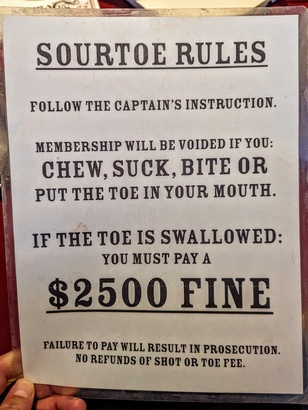 SOURTOE RULES
FOLLOW THE CAPTAIN'S INSTRUCTION.
MEMBERSHIP WILL BE VOIDED IF YOU:
CHEW, SUCK, BITE OR
PUT THE TOE IN YOUR MOUTH.
IF THE TOE IS SWALLOWED:
YOU MUST PAY A
$2500 FINE
FAILURE TO PAY WILL RESULT IN PROSECUTION.
NO REFUNDS OF SHOT OR TOE FEE.